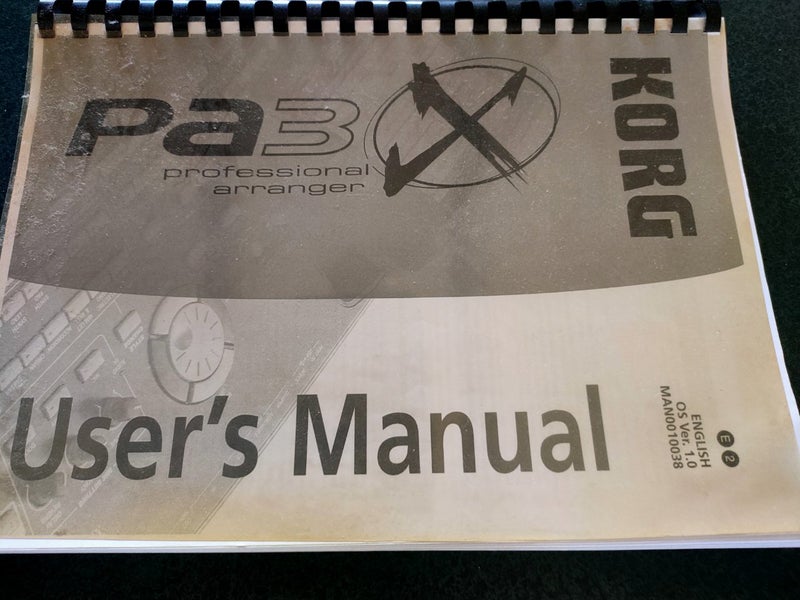 pa3X
professional
arranger
KORG
User's Manual
E 2
ENGLISH
OS Ver. 1.0
MAN0010038